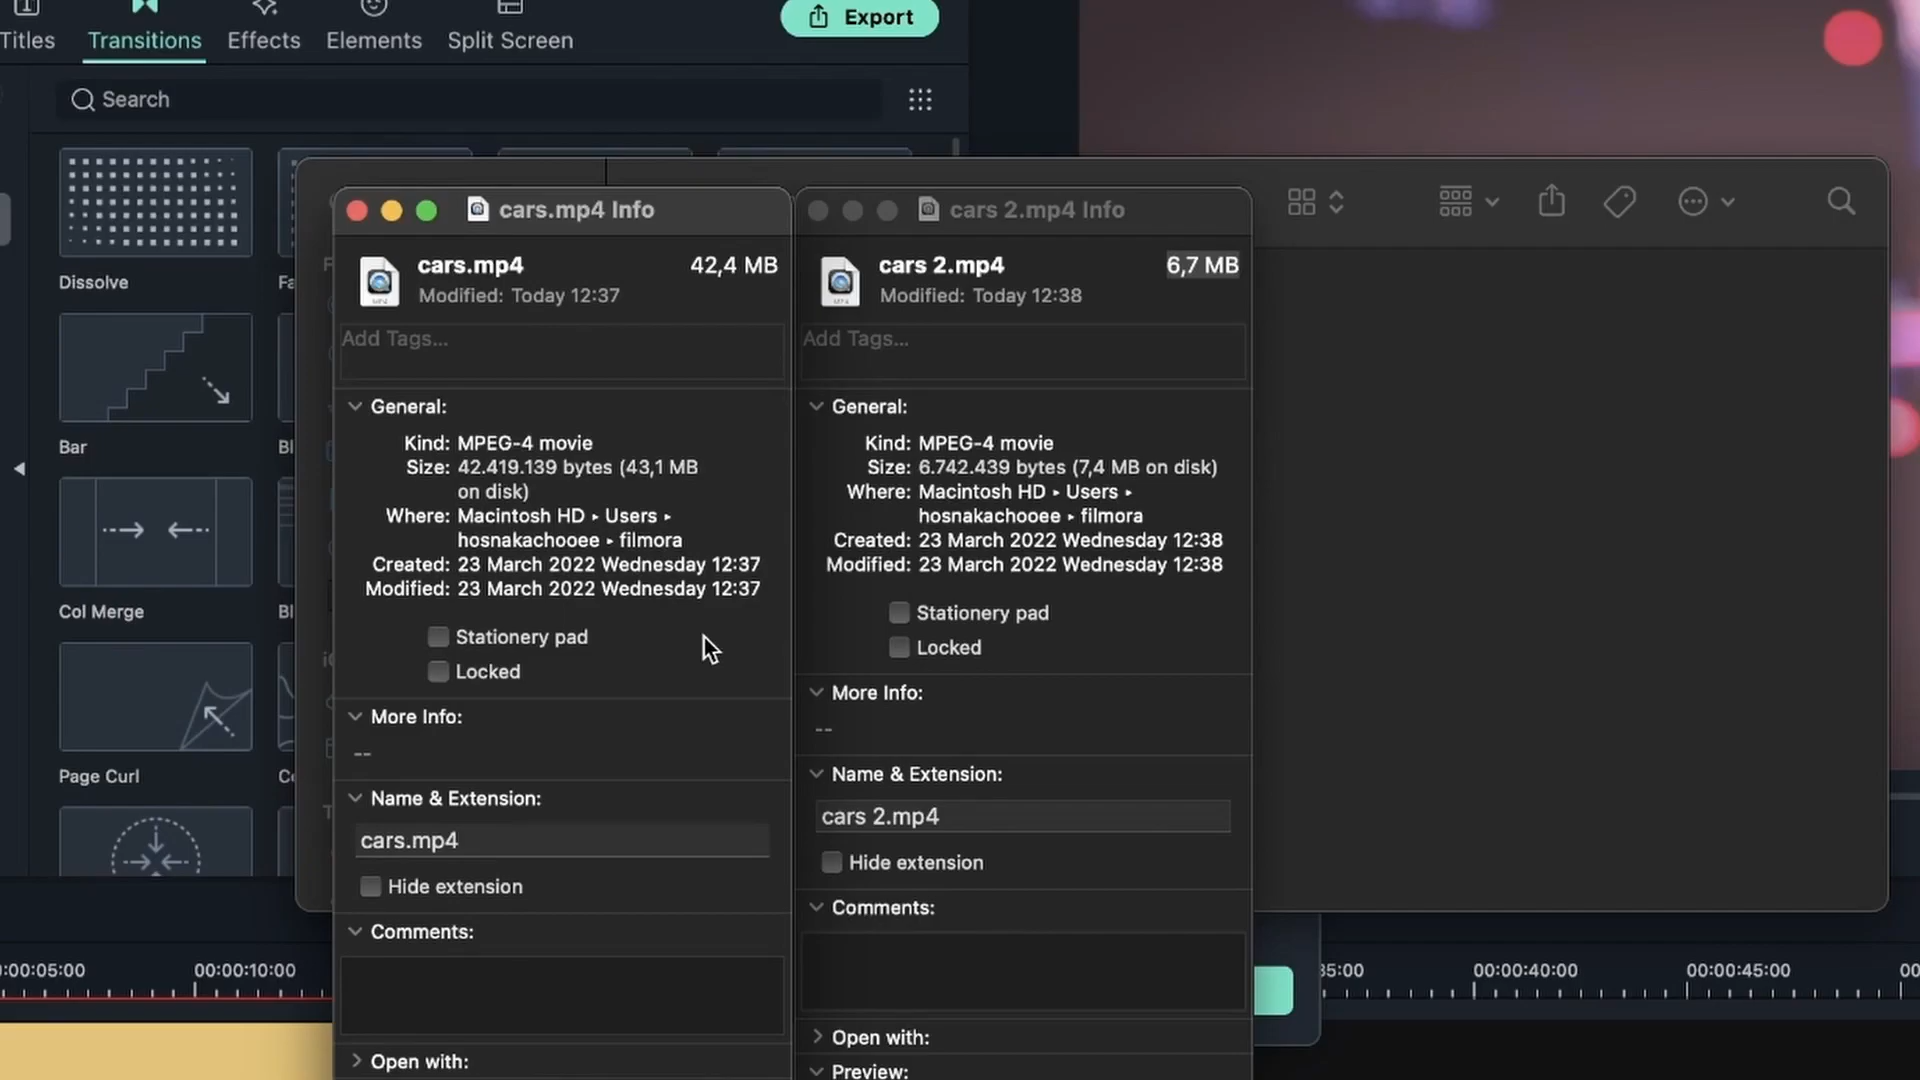 Titles
Transitions
Effects
Elements
Split Screen
Export
Search
Dissolve
Bar
Col Merge
Page Curl
cars.mp4 Info
cars.mp4
42,4 MB
Modified: Today 12:37
Add Tags...
General:
Kind: MPEG-4 movie
Size: 42.419.139 bytes (43,1 MB
on disk)
Where: Macintosh HD ▸ Users ▸
hosnakachooee ▸ filmora
Created: 23 March 2022 Wednesday 12:37
Modified: 23 March 2022 Wednesday 12:37
Stationery pad
Locked
More Info:
--
Name & Extension:
cars.mp4
Hide extension
Comments:
Open with:
cars 2.mp4 Info
cars 2.mp4
6,7 MB
Modified: Today 12:38
Add Tags...
General:
Kind: MPEG-4 movie
Size: 6.742.439 bytes (7,4 MB on disk)
Where: Macintosh HD ▸ Users ▸
hosnakachooee ▸ filmora
Created: 23 March 2022 Wednesday 12:38
Modified: 23 March 2022 Wednesday 12:38
Stationery pad
Locked
More Info:
--
Name & Extension:
cars 2.mp4
Hide extension
Comments:
Open with:
Preview:
:00:05:00
00:00:10:00
35:00
00:00:40:00
00:00:45:00